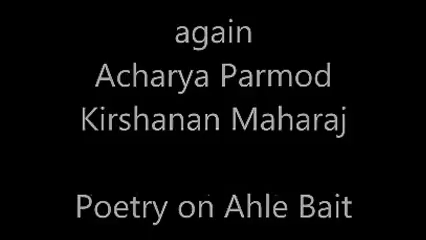 again
Acharya Parmod
Kirshanan Maharaj
Poetry on Ahle Bait